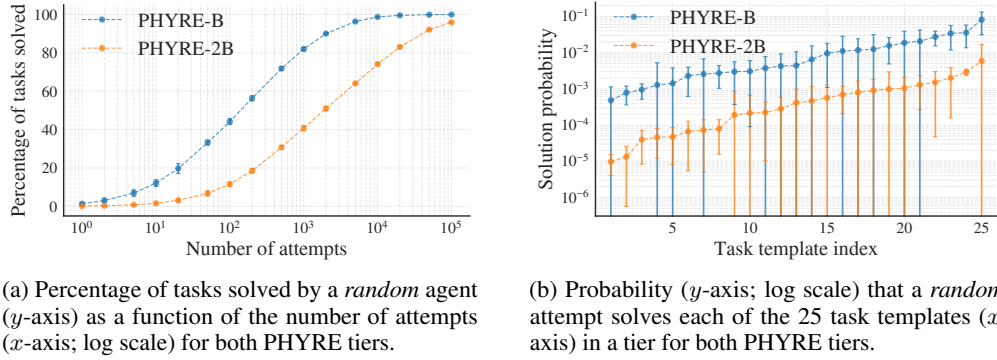 100
80
60
40
20
0
Percentage of tasks solved
PHYRE-B
PHYRE-2B
10^0
10^1
10^2
10^3
10^4
10^5
Number of attempts
10^-1
10^-2
10^-3
10^-4
10^-5
10^-6
Solution probability
PHYRE-B
PHYRE-2B
5
10
15
20
25
Task template index
(a) Percentage of tasks solved by a random agent
(y-axis) as a function of the number of attempts
(x-axis; log scale) for both PHYRE tiers.
(b) Probability (y-axis; log scale) that a random
attempt solves each of the 25 task templates (x
axis) in a tier for both PHYRE tiers.